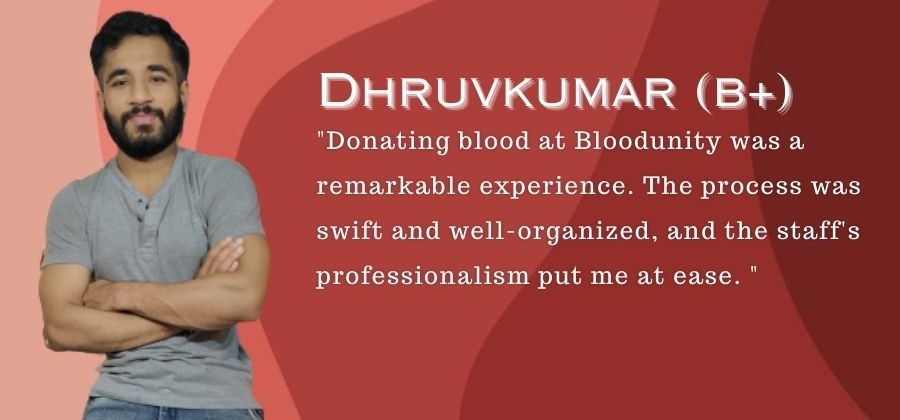 Dhruvkumar (B+)
"Donating blood at Bloodunity was a
remarkable experience. The process was
swift and well-organized, and the staff's
professionalism put me at ease. "